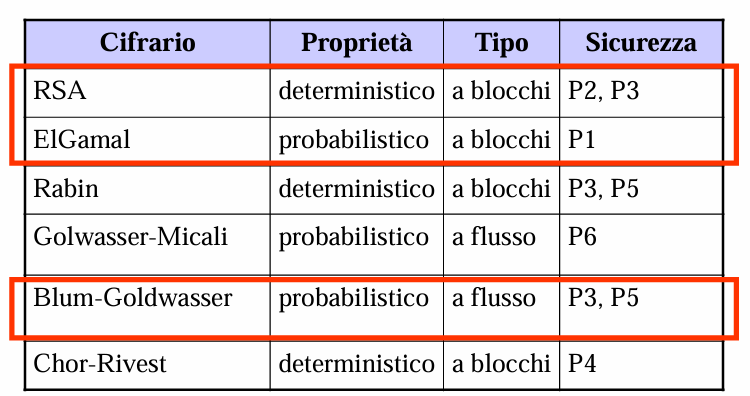 Cifrario Proprietà Tipo Sicurezza
RSA deterministico a blocchi P2, P3
ElGamal probabilistico a blocchi P1
Rabin deterministico a blocchi P3, P5
Golwasser-Micali probabilistico a flusso P6
Blum-Goldwasser probabilistico a flusso P3, P5
Chor-Rivest deterministico a blocchi P4